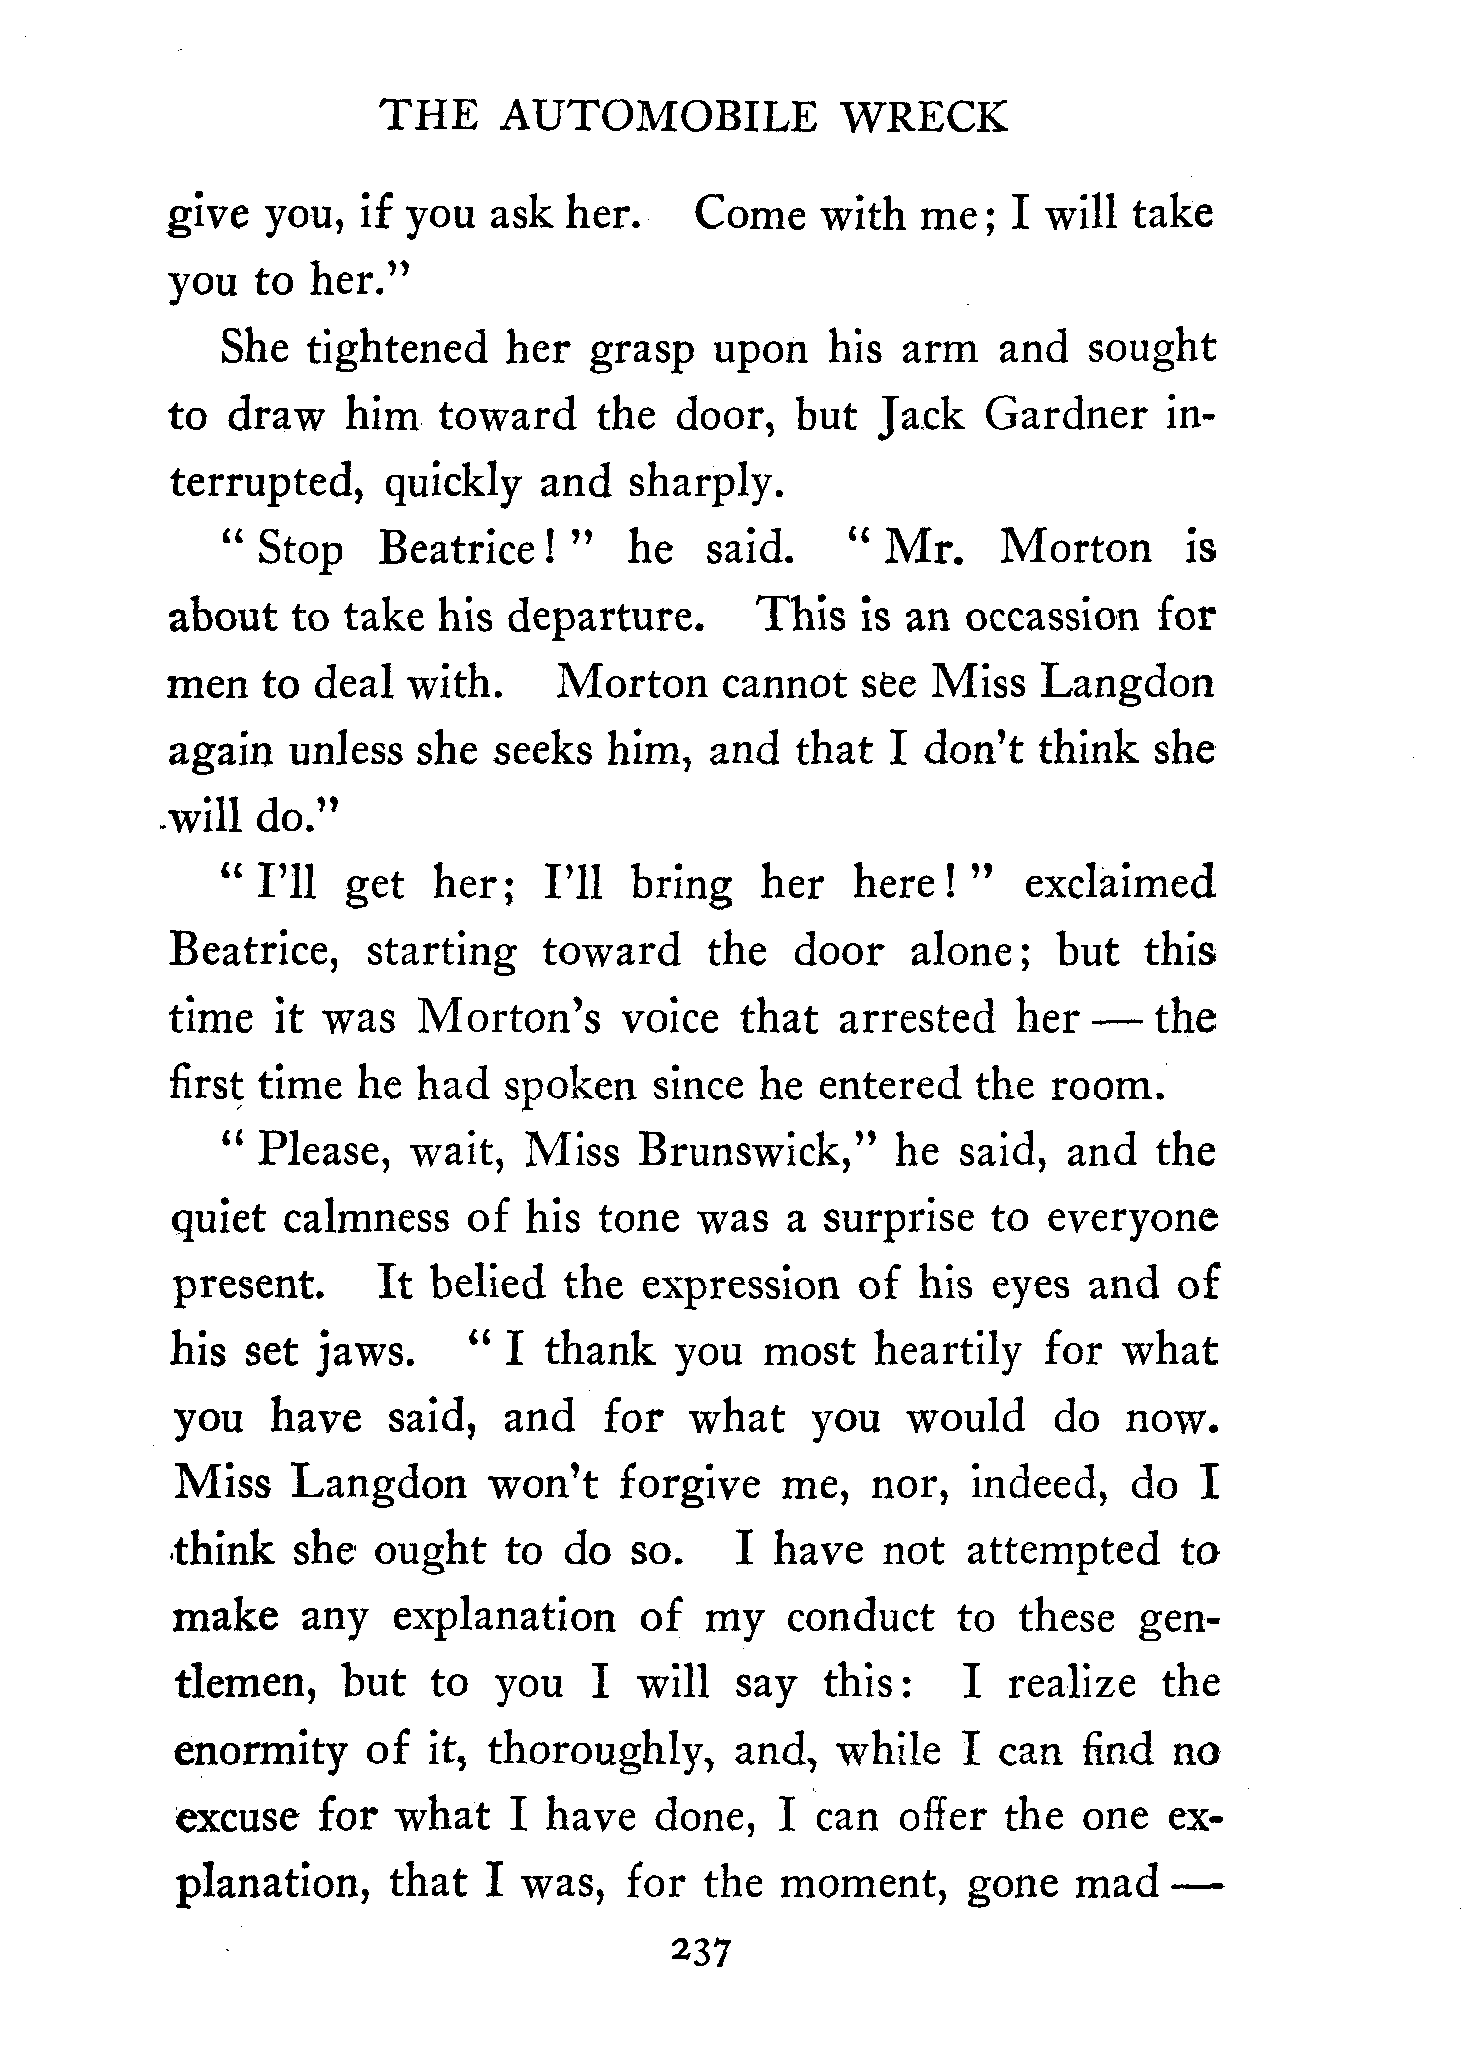 THE AUTOMOBILE WRECK
give you, if you ask her. Come with me; I will take
you to her."
She tightened her grasp upon his arm and sought
to draw him toward the door, but Jack Gardner in-
terrupted, quickly and sharply.
" Stop Beatrice! " he said. " Mr. Morton is
about to take his departure. This is an occassion for
men to deal with. Morton cannot see Miss Langdon
again unless she seeks him, and that I don't think she
will do."
" I'll get her; I'll bring her here! " exclaimed
Beatrice, starting toward the door alone; but this
time it was Morton's voice that arrested her — the
first time he had spoken since he entered the room.
" Please, wait, Miss Brunswick," he said, and the
quiet calmness of his tone was a surprise to everyone
present. It belied the expression of his eyes and of
his set jaws. " I thank you most heartily for what
you have said, and for what you would do now.
Miss Langdon won't forgive me, nor, indeed, do I
think she ought to do so. I have not attempted to
make any explanation of my conduct to these gen-
tlemen, but to you I will say this: I realize the
enormity of it, thoroughly, and, while I can find no
excuse for what I have done, I can offer the one ex-
planation, that I was, for the moment, gone mad —
237